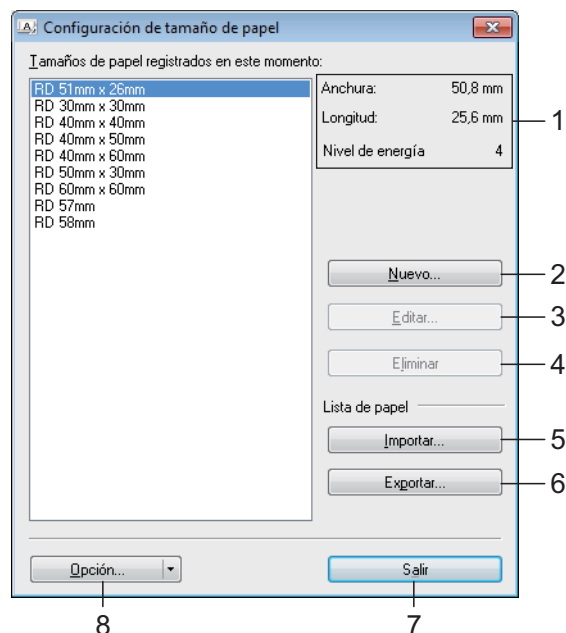 Configuración de tamaño de papel
Tamaños de papel registrados en este momento:
RD 51mm x 26mm
RD 30mm x 30mm
RD 40mm x 40mm
RD 40mm x 50mm
RD 40mm x 60mm
RD 50mm x 30mm
RD 60mm x 60mm
RD 57mm
RD 58mm
Anchura: 50,8 mm
Longitud: 25,6 mm
Nivel de energía 4
1
Nuevo... 2
Editar... 3
Eliminar 4
Lista de papel
Importar... 5
Exportar... 6
Opción... Salir
8 7